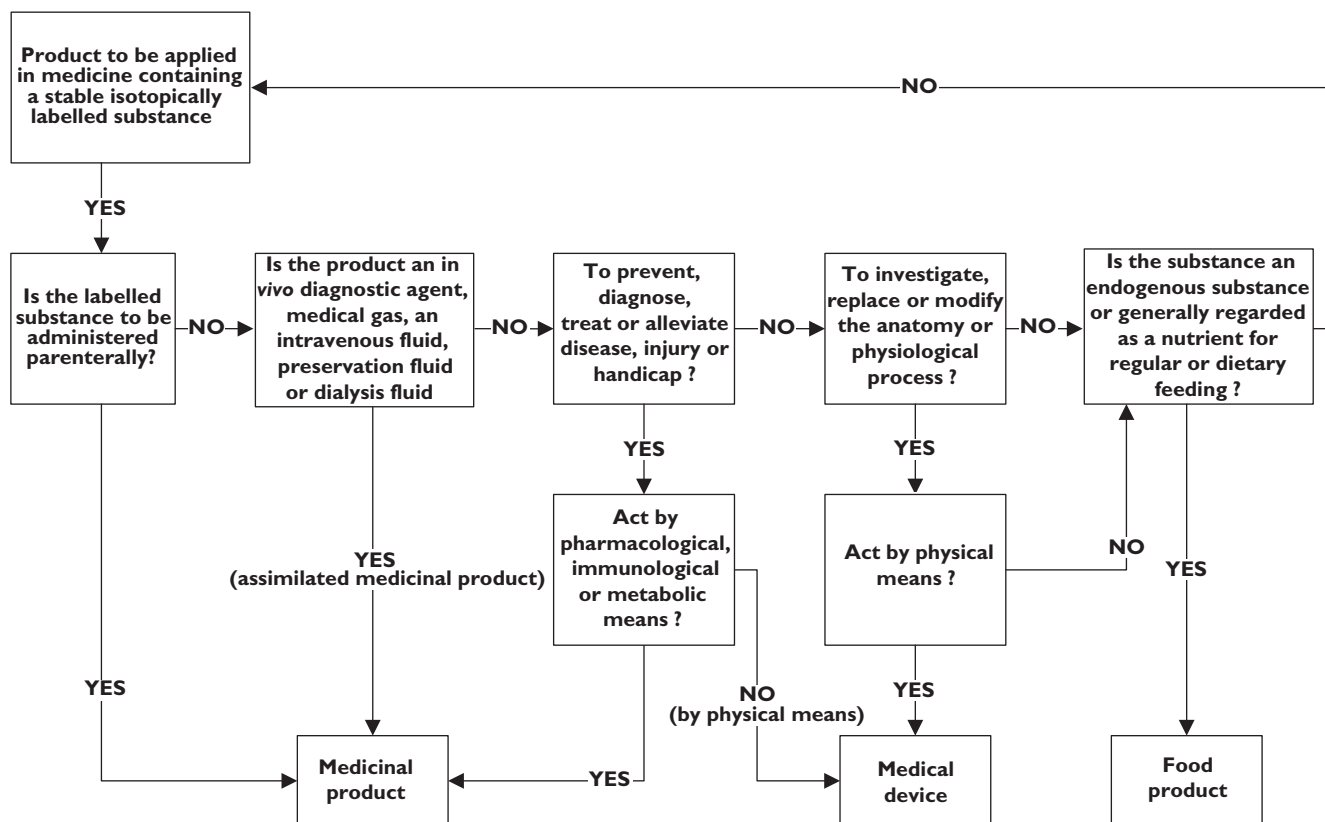 Product to be applied
in medicine containing
a stable isotopically
labelled substance
NO
YES
Is the labelled
substance to be
administered
parenterally?
NO
Is the product an in
vivo diagnostic agent,
medical gas, an
intravenous fluid,
preservation fluid
or dialysis fluid
NO
To prevent,
diagnose,
treat or alleviate
disease, injury or
handicap ?
NO
To investigate,
replace or modify
the anatomy or
physiological
process ?
NO
Is the substance an
endogenous substance
or generally regarded
as a nutrient for
regular or dietary
feeding ?
YES
YES
Act by
pharmacological,
immunological
or metabolic
means ?
Act by physical
means ?
NO
YES
(assimilated medicinal product)
YES
YES
NO
(by physical means)
YES
Medicinal
product
YES
Medical
device
Food
product